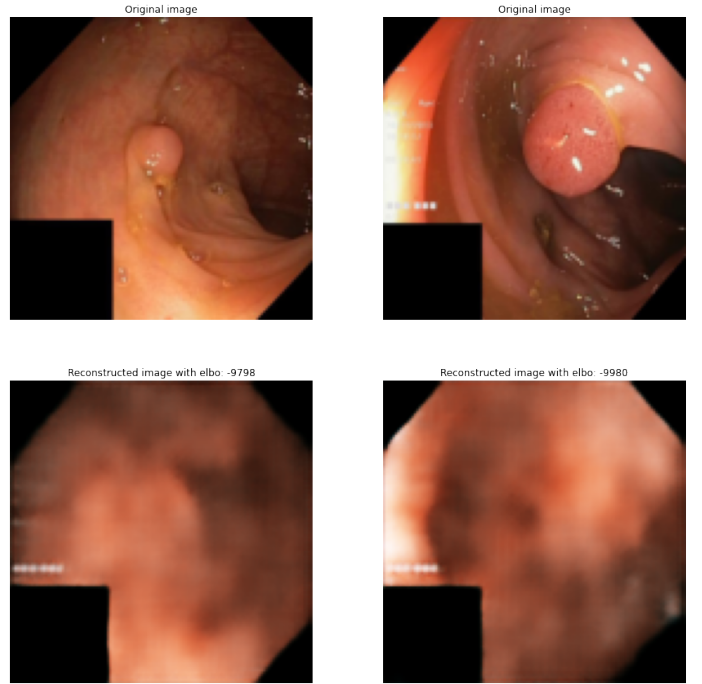 Original image
Original image
Reconstructed image with elbo: -9798
Reconstructed image with elbo: -9980